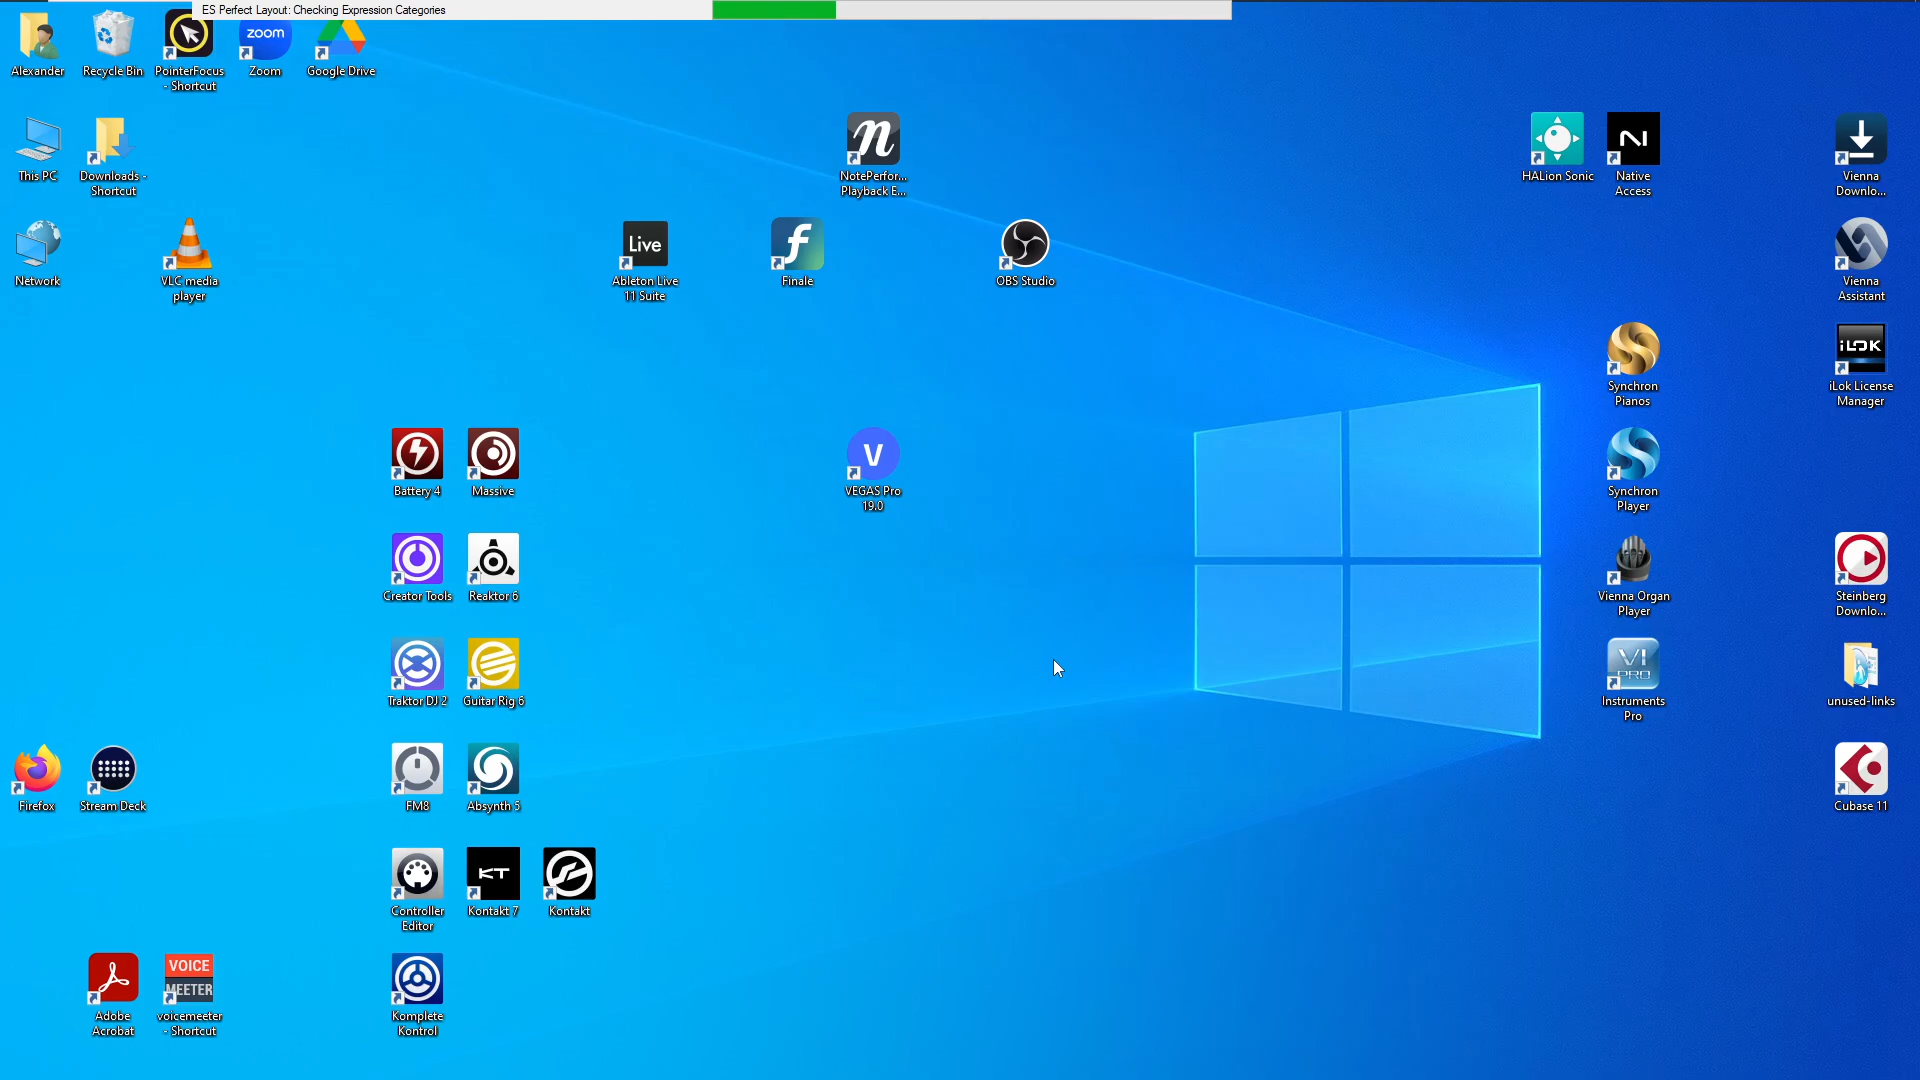 ES Perfect Layout: Checking Expression Categories
zoom
Alexander
Recycle Bin
PointerFocus
- Shortcut
Zoom
Google Drive
n
This PC
Downloads -
Shortcut
NotePerfor...
Playback E...
HALion Sonic
Native
Access
Vienna
Downlo...
Live
f
Network
VLC media
player
Ableton Live
11 Suite
Finale
OBS Studio
Vienna
Assistant
iLOK
Synchron
Pianos
iLok License
Manager
V
Battery 4
Massive
VEGAS Pro
19.0
Synchron
Player
Creator Tools
Reaktor 6
Vienna Organ
Player
Steinberg
Downlo...
VI
PRO
Traktor DJ 2
Guitar Rig 6
Instruments
Pro
unused-links
Firefox
Stream Deck
FM8
Absynth 5
Cubase 11
KT
Controller
Editor
Kontakt 7
Kontakt
VOICE
MEETER
Adobe
Acrobat
voicemeeter
- Shortcut
Komplete
Kontrol